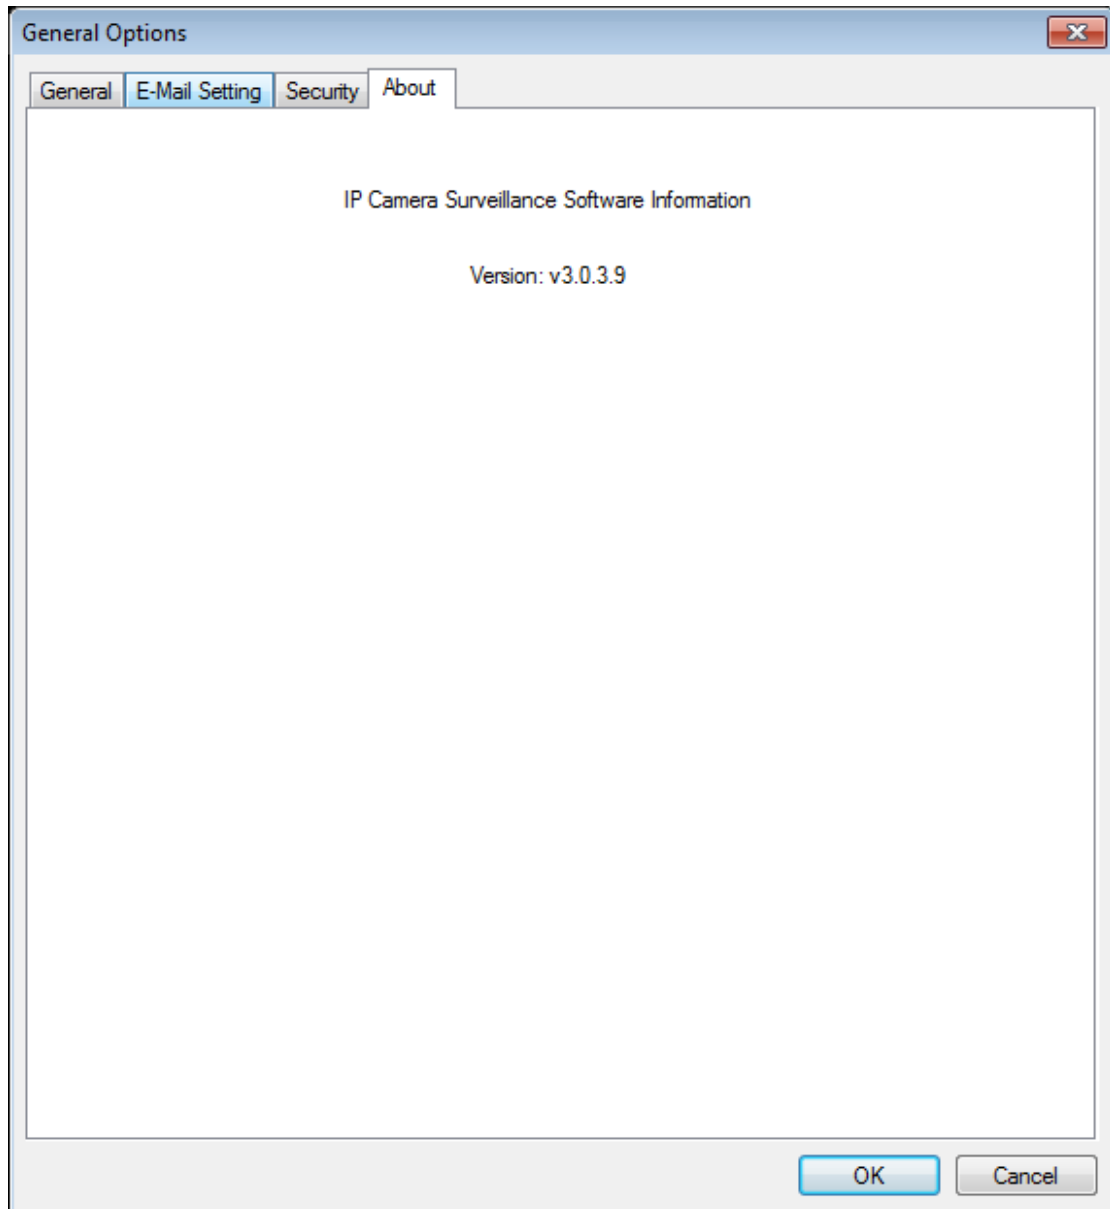 General Options
General E-Mail Setting Security About
IP Camera Surveillance Software Information
Version: v3.0.3.9
OK Cancel